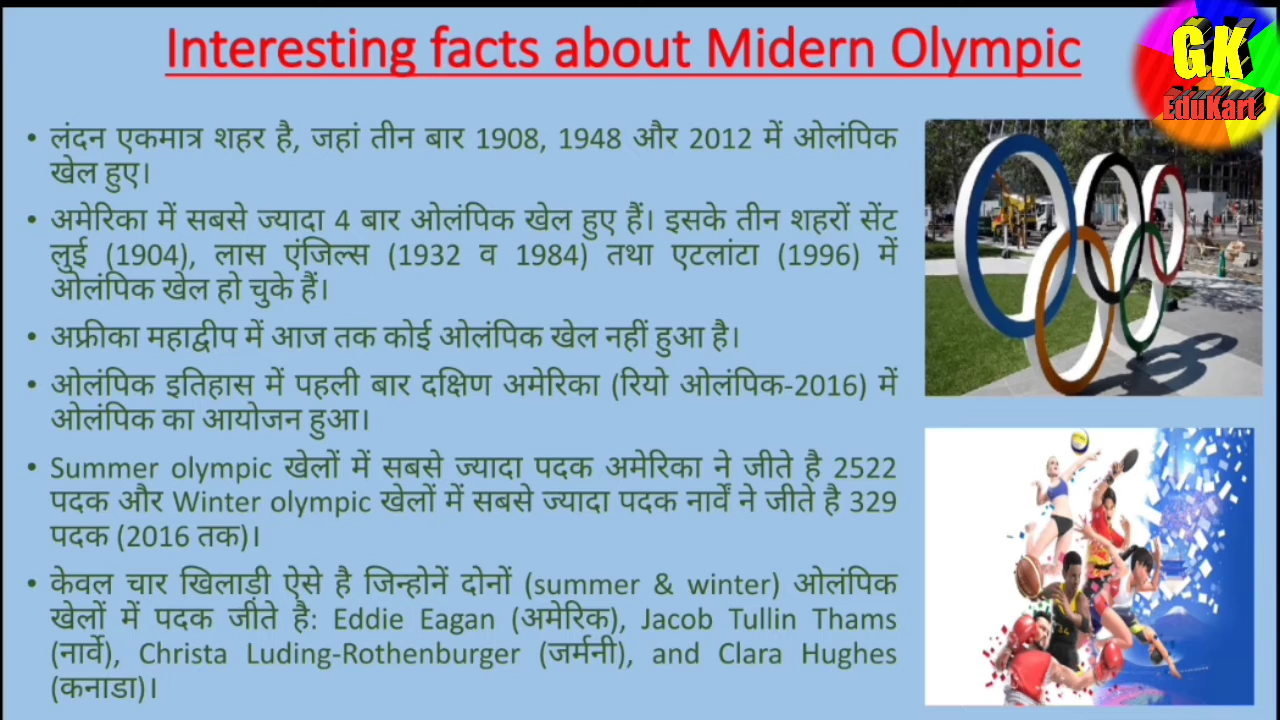 Interesting facts about Midern Olympic
GK
EduKart
• लंदन एकमात्र शहर है, जहां तीन बार 1908, 1948 और 2012 में ओलंपिक
खेल हुए।
• अमेरिका में सबसे ज्यादा 4 बार ओलंपिक खेल हुए हैं। इसके तीन शहरों सेंट
लुई (1904), लास एंजिल्स (1932 व 1984) तथा एटलांटा (1996) में
ओलंपिक खेल हो चुके हैं।
• अफ्रीका महाद्वीप में आज तक कोई ओलंपिक खेल नहीं हुआ है।
• ओलंपिक इतिहास में पहली बार दक्षिण अमेरिका (रियो ओलंपिक-2016) में
ओलंपिक का आयोजन हुआ।
• Summer olympic खेलों में सबसे ज्यादा पदक अमेरिका ने जीते है 2522
पदक और Winter olympic खेलों में सबसे ज्यादा पदक नार्वें ने जीते है 329
पदक (2016 तक)।
• केवल चार खिलाड़ी ऐसे है जिन्होनें दोनों (summer & winter) ओलंपिक
खेलों में पदक जीते है: Eddie Eagan (अमेरिक), Jacob Tullin Thams
(नार्वे), Christa Luding-Rothenburger (जर्मनी), and Clara Hughes
(कनाडा)।
34